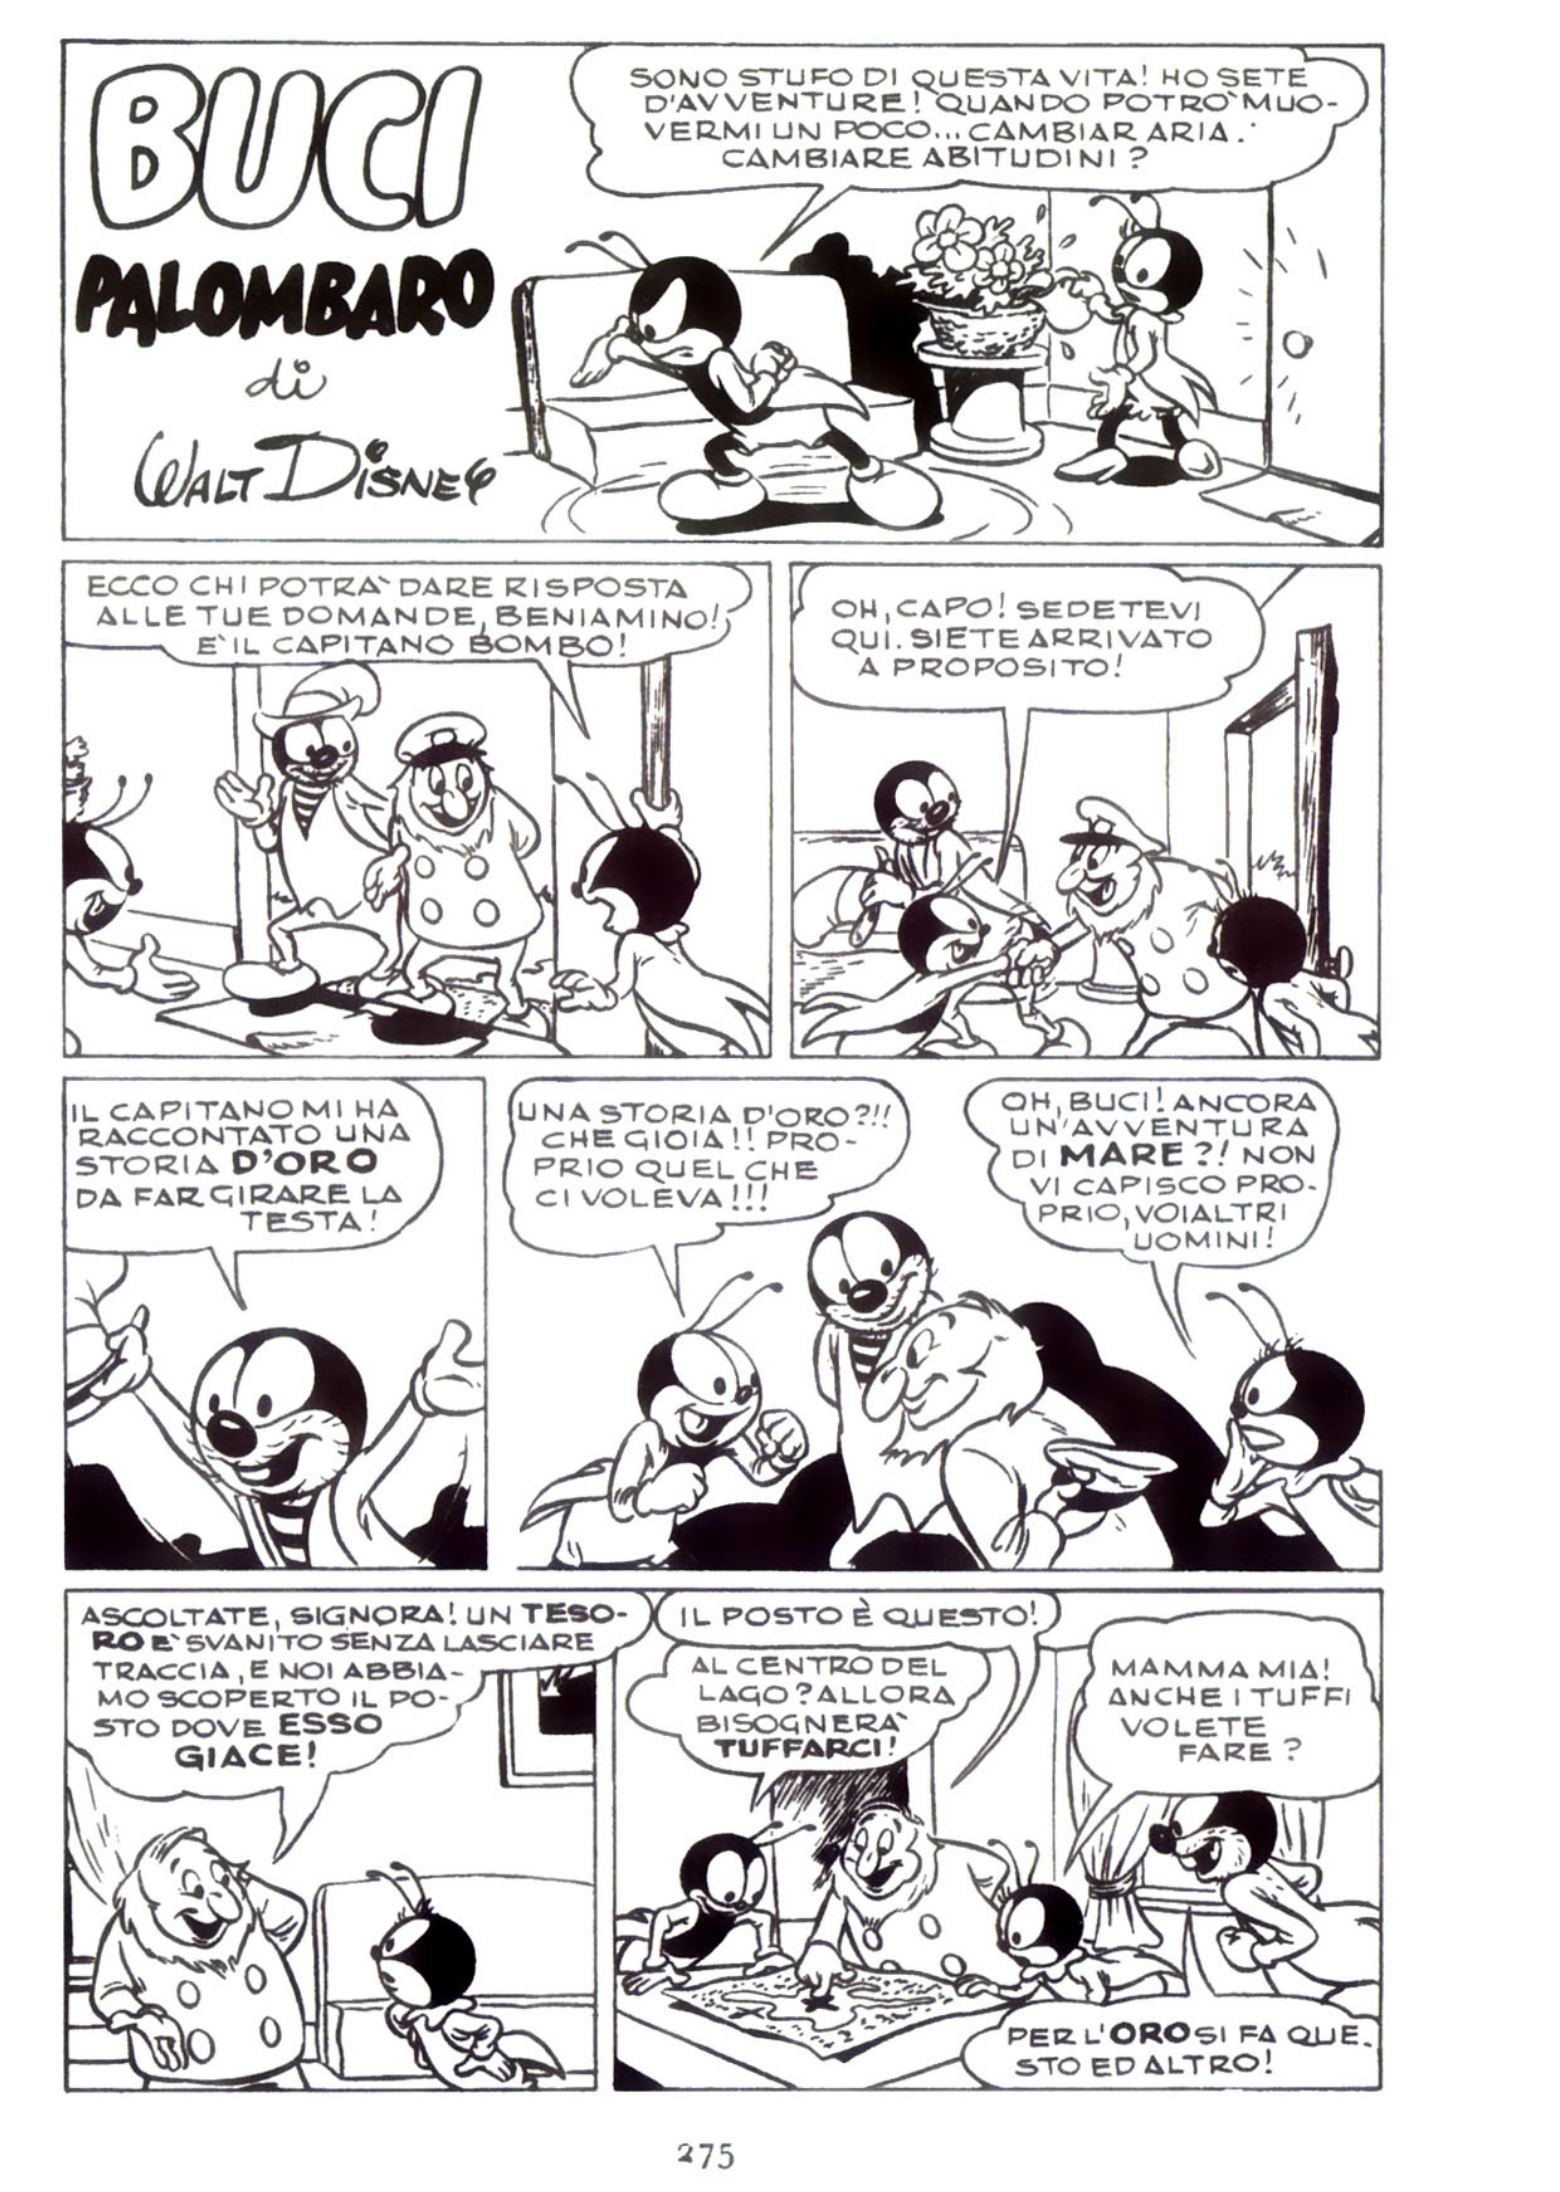 BUCI
PALOMBARO
di
WALT DISNEY
SONO STUFO DI QUESTA VITA! HO SETE
D'AVVENTURE! QUANDO POTRO` MUO-
VERMI UN POCO... CAMBIAR ARIA.
CAMBIARE ABITUDINI?
ECCO CHI POTRA` DARE RISPOSTA
ALLE TUE DOMANDE, BENIAMINO!
E` IL CAPITANO BOMBO!
OH, CAPO! SEDETEVI
QUI. SIETE ARRIVATO
A PROPOSITO!
IL CAPITANO MI HA
RACCONTATO UNA
STORIA D'ORO
DA FAR GIRARE LA
TESTA!
UNA STORIA D'ORO?!!
CHE GIOIA!! PRO-
PRIO QUEL CHE
CI VOLEVA!!!
OH, BUCI! ANCORA
UN'AVVENTURA
DI MARE?! NON
VI CAPISCO PRO-
PRIO, VOIALTRI
UOMINI!
ASCOLTATE, SIGNORA! UN TESO-
RO E` SVANITO SENZA LASCIARE
TRACCIA, E NOI ABBIA-
MO SCOPERTO IL PO-
STO DOVE ESSO
GIACE!
IL POSTO È QUESTO!
AL CENTRO DEL
LAGO? ALLORA
BISOGNERA`
TUFFARCI!
MAMMA MIA!
ANCHE I TUFFI
VOLETE
FARE?
PER L'ORO SI FA QUE-
STO ED ALTRO!
275